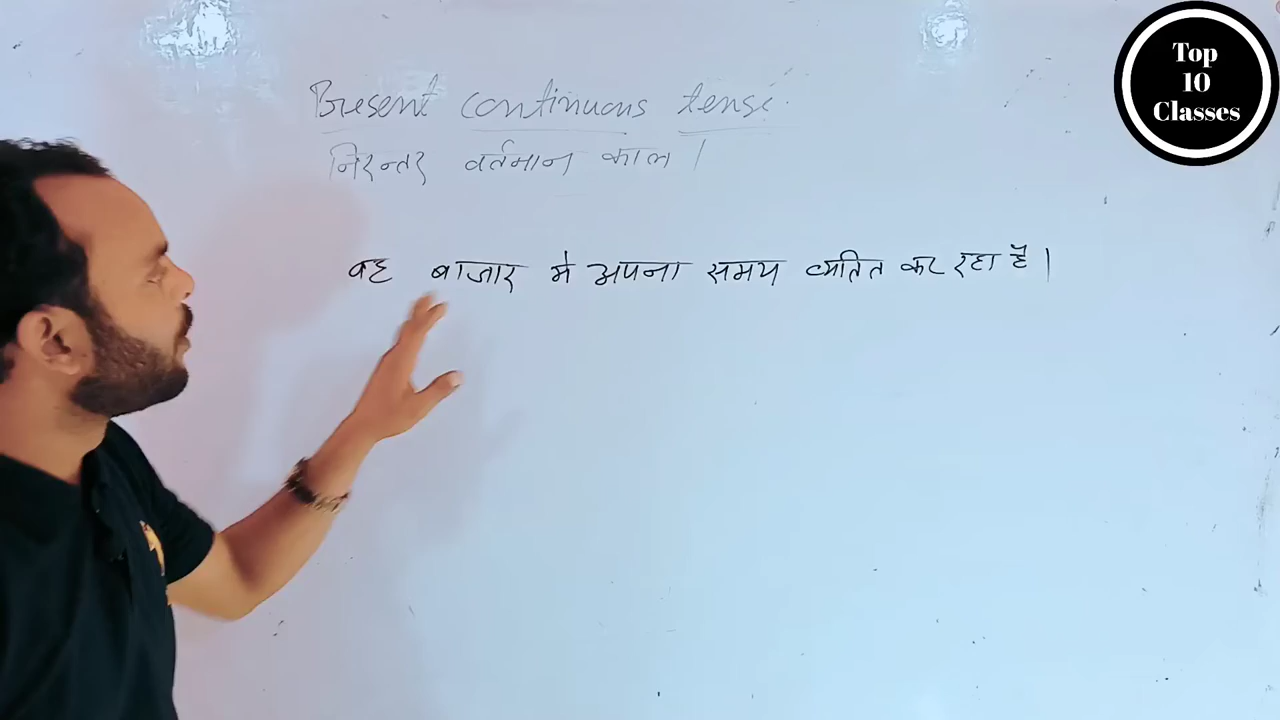 Present continuous tense.
निरन्तर वर्तमान काल।
वह बाजार मे अपना समय व्यतित कर रहा है।
Top
10
Classes